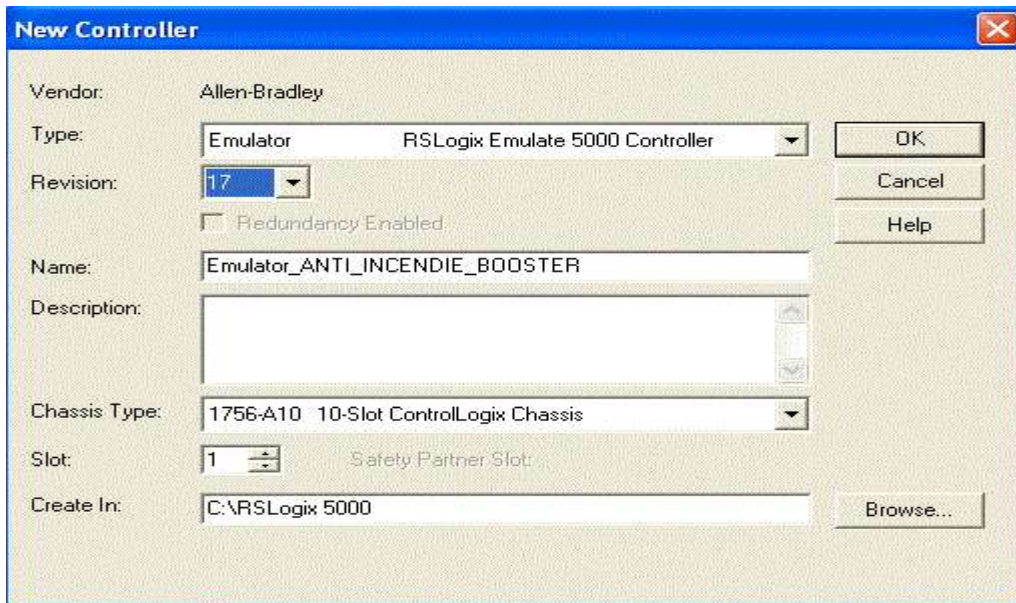 New Controller
Vendor: Allen-Bradley
Type: Emulator RSLogix Emulate 5000 Controller OK
Revision: 17 Cancel
Redundancy Enabled Help
Name: Emulator_ANTI_INCENDIE_BOOSTER
Description:
Chassis Type: 1756-A10 10-Slot ControlLogix Chassis
Slot: 1 Safety Partner Slot:
Create In: C:\RSLogix 5000 Browse...